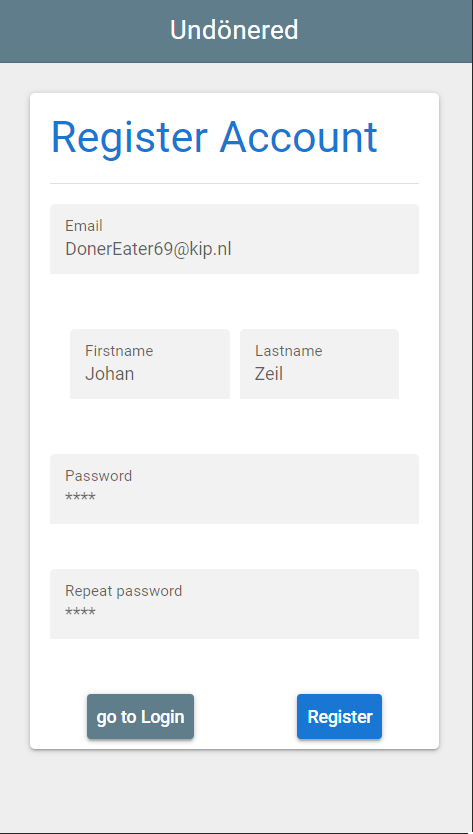 Undönered
Register Account
Email
DonerEater69@kip.nl
Firstname
Lastname
Johan
Zeil
Password
****
Repeat password
****
go to Login
Register